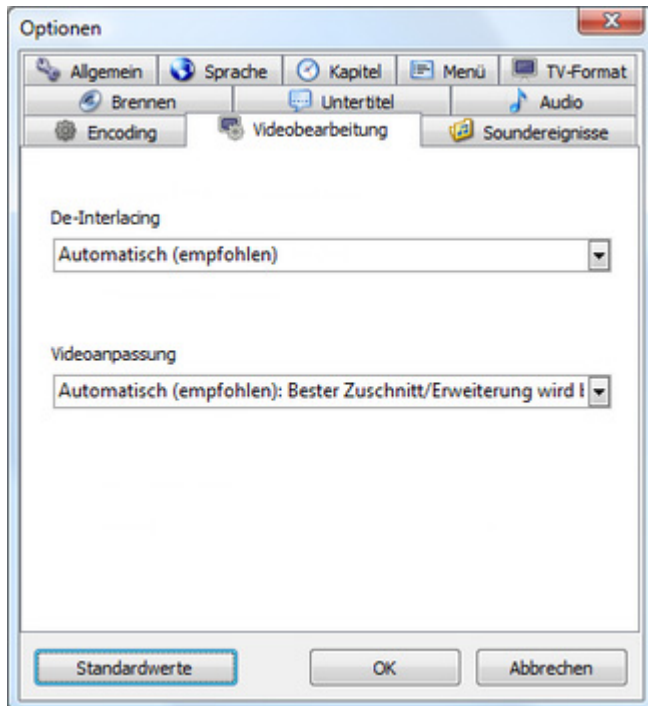 Optionen
Allgemein Sprache Kapitel Menü TV-Format
Brennen Untertitel Audio
Encoding Videobearbeitung Soundereignisse
De-Interlacing
Automatisch (empfohlen)
Videoanpassung
Automatisch (empfohlen): Bester Zuschnitt/Erweiterung wird
Standardwerte OK Abbrechen